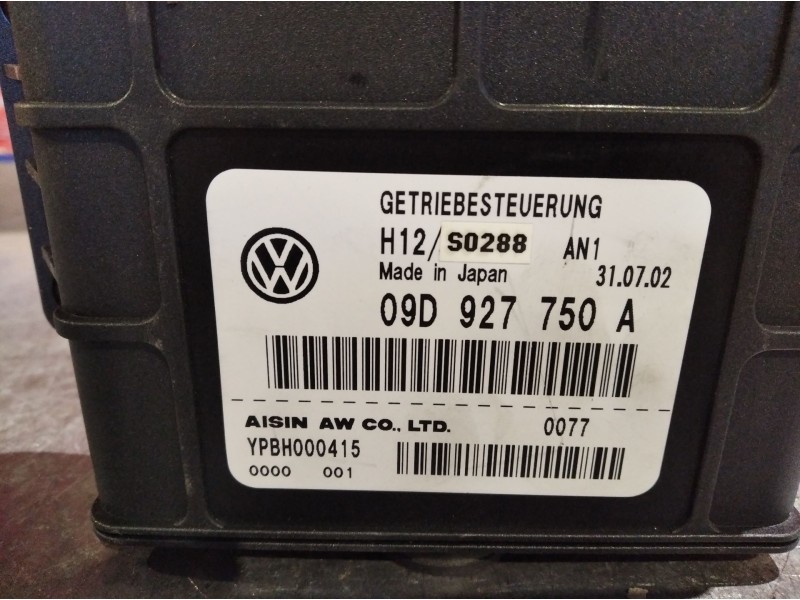 GETRIEBESTEUERUNG
H12/S0288 AN1
Made in Japan 31.07.02
09D 927 750 A
AISIN AW CO., LTD. 0077
YPBH000415
0000 001